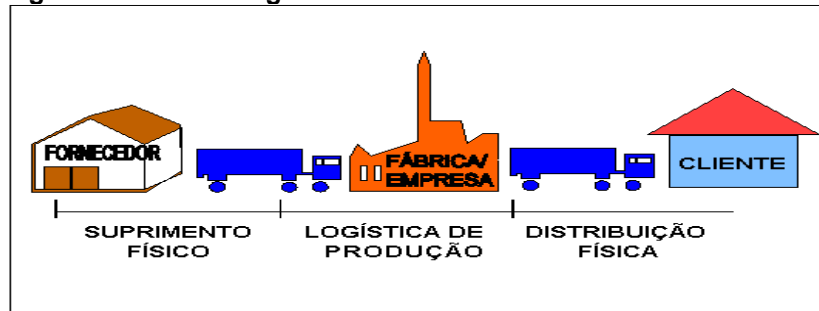 FORNECEDOR
FÁBRICA/
EMPRESA
CLIENTE
SUPRIMENTO
FÍSICO
LOGÍSTICA DE
PRODUÇÃO
DISTRIBUIÇÃO
FÍSICA